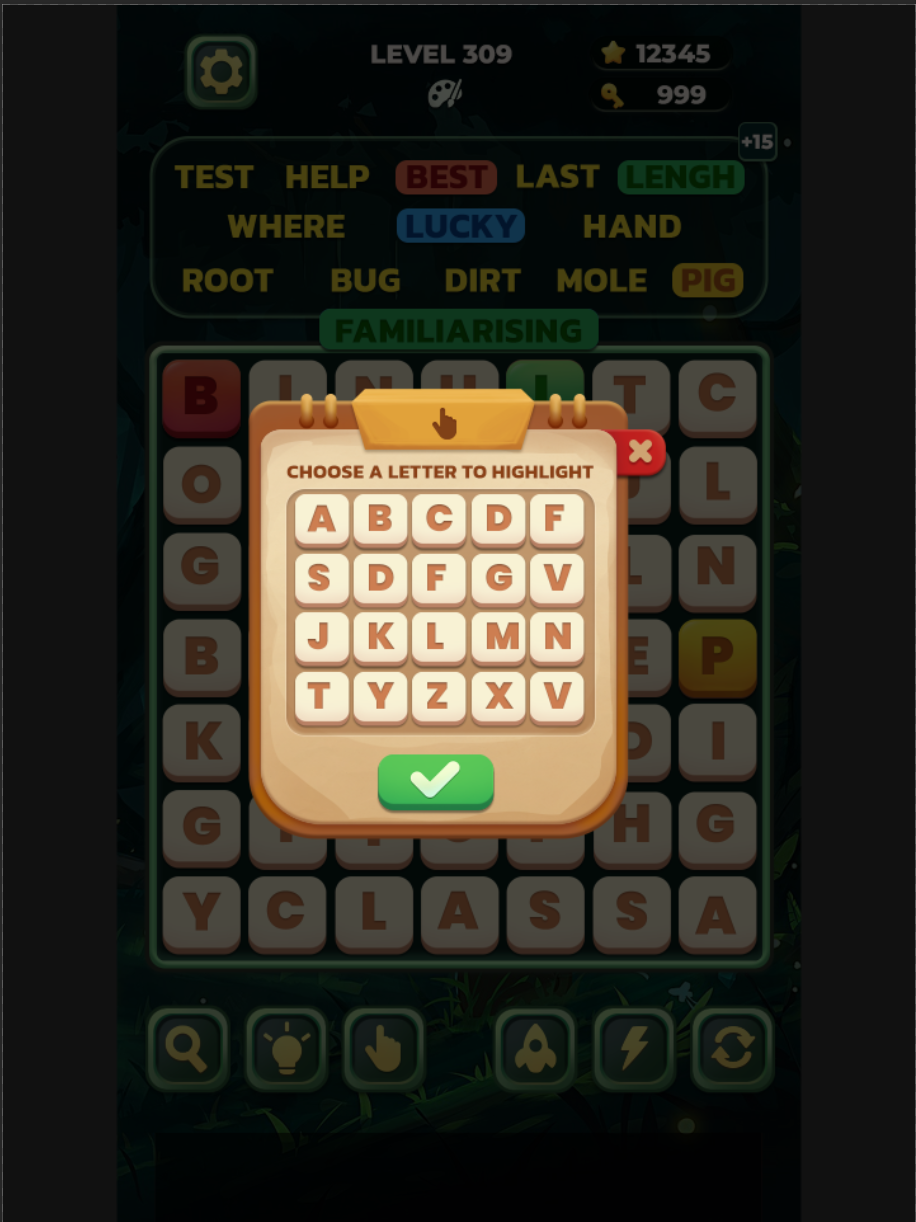 LEVEL 309
12345
999
+15
TEST HELP BEST LAST LENGH
WHERE LUCKY HAND
ROOT BUG DIRT MOLE PIG
FAMILIARISING
B I N U T C
O L
G L N
B E P
K O I
G H G
Y C L A S S A
CHOOSE A LETTER TO HIGHLIGHT
A B C D F
S D F G V
J K L M N
T Y Z X V